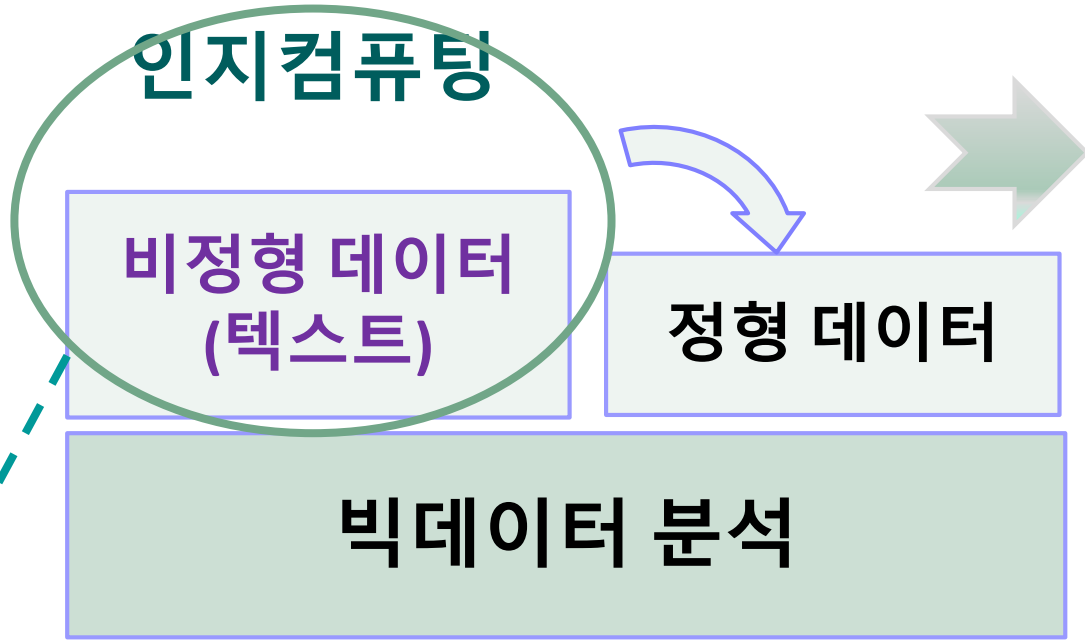 인지컴퓨팅
비정형 데이터
(텍스트)
정형 데이터
빅데이터 분석